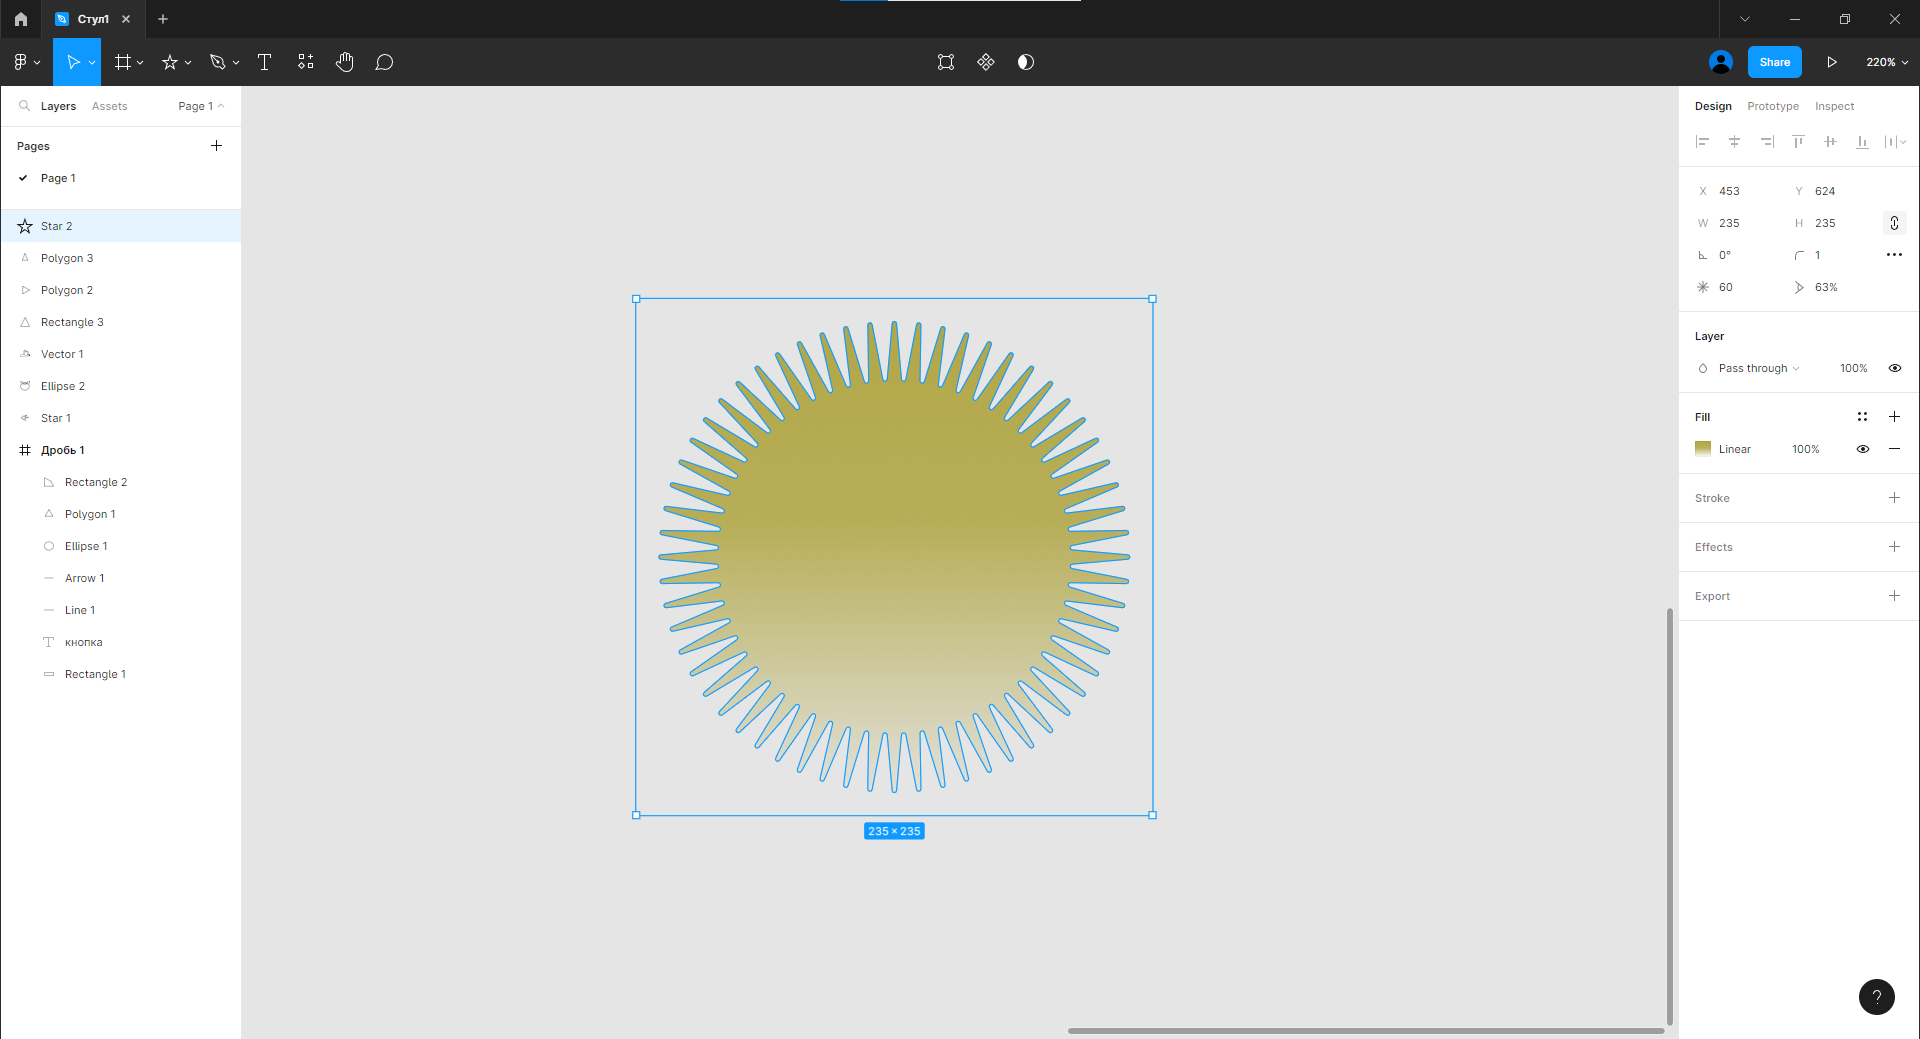 Стул1
Share
220%
Layers
Assets
Page 1
Pages
Page 1
Star 2
Polygon 3
Polygon 2
Rectangle 3
Vector 1
Ellipse 2
Star 1
Дробь 1
Rectangle 2
Polygon 1
Ellipse 1
Arrow 1
Line 1
кнопка
Rectangle 1
235 × 235
Design
Prototype
Inspect
X 453
Y 624
W 235
H 235
0°
1
60
63%
Layer
Pass through
100%
Fill
Linear
100%
Stroke
Effects
Export
?